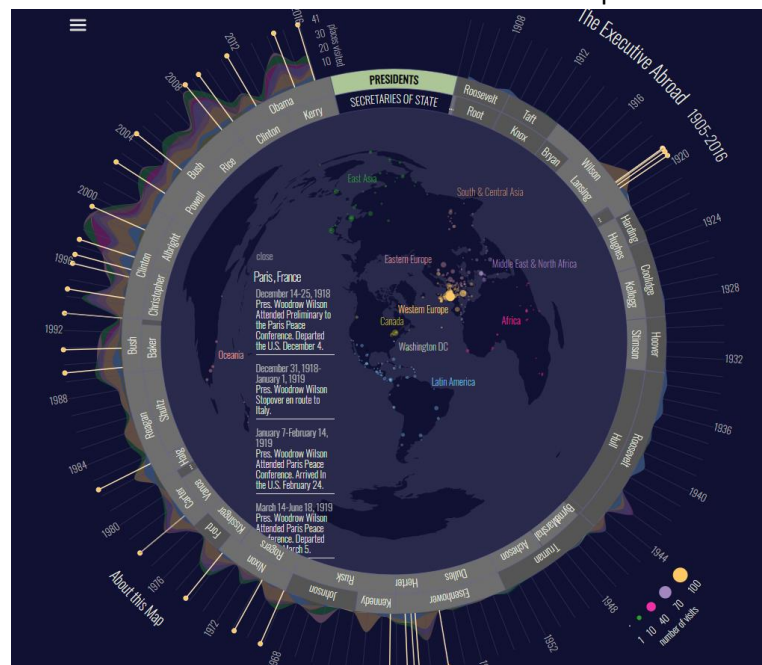 The Executive Abroad 1905-2016
41
30
20
10
places visited
PRESIDENTS
SECRETARIES OF STATE
Roosevelt
Taft
Wilson
Harding
Coolidge
Hoover
Roosevelt
Truman
Eisenhower
Kennedy
Johnson
Nixon
Ford
Carter
Reagan
Bush
Clinton
Bush
Obama
Root
Knox
Bryan
Lansing
Hughes
Kellogg
Stimson
Hull
Byrnes
Marshal
Acheson
Dulles
Herter
Rusk
Rogers
Kissinger
Vance
Haig
Shultz
Baker
Christopher
Albright
Powell
Rice
Clinton
Kerry
1908
1912
1916
1920
1924
1928
1932
1936
1940
1944
1948
1952
1968
1972
1976
1980
1984
1988
1992
1996
2000
2004
2008
2012
2016
East Asia
South & Central Asia
Eastern Europe
Middle East & North Africa
Western Europe
Canada
Africa
Washington DC
Oceania
Latin America
close
Paris, France
December 14-25, 1918
Pres. Woodrow Wilson
Attended Preliminary to
the Paris Peace
Conference. Departed
the U.S. December 4.
December 31, 1918-
January 1, 1919
Pres. Woodrow Wilson
Stopover en route to
Italy.
January 7-February 14,
1919
Pres. Woodrow Wilson
Attended Paris Peace
Conference. Arrived in
the U.S. February 24.
March 14-June 18, 1919
Pres. Woodrow Wilson
Attended Paris Peace
Conference. Departed
March 5.
About this Map
1 10 40 70 100
number of visits